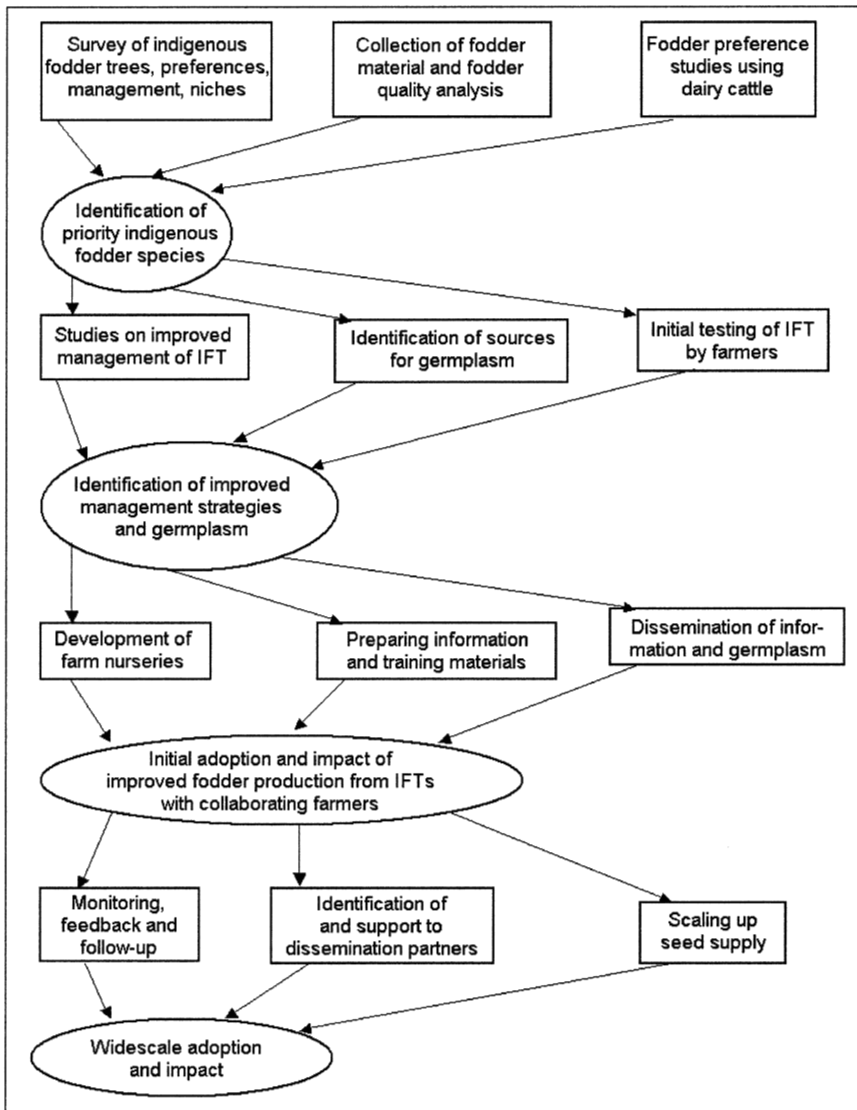 Survey of indigenous
fodder trees, preferences,
management, niches
Collection of fodder
material and fodder
quality analysis
Fodder preference
studies using
dairy cattle
Identification of
priority indigenous
fodder species
Studies on improved
management of IFT
Identification of sources
for germplasm
Initial testing of IFT
by farmers
Identification of improved
management strategies
and germplasm
Development of
farm nurseries
Preparing information
and training materials
Dissemination of infor-
mation and germplasm
Initial adoption and impact of
improved fodder production from IFTs
with collaborating farmers
Monitoring,
feedback and
follow-up
Identification of
and support to
dissemination partners
Scaling up
seed supply
Widescale adoption
and impact